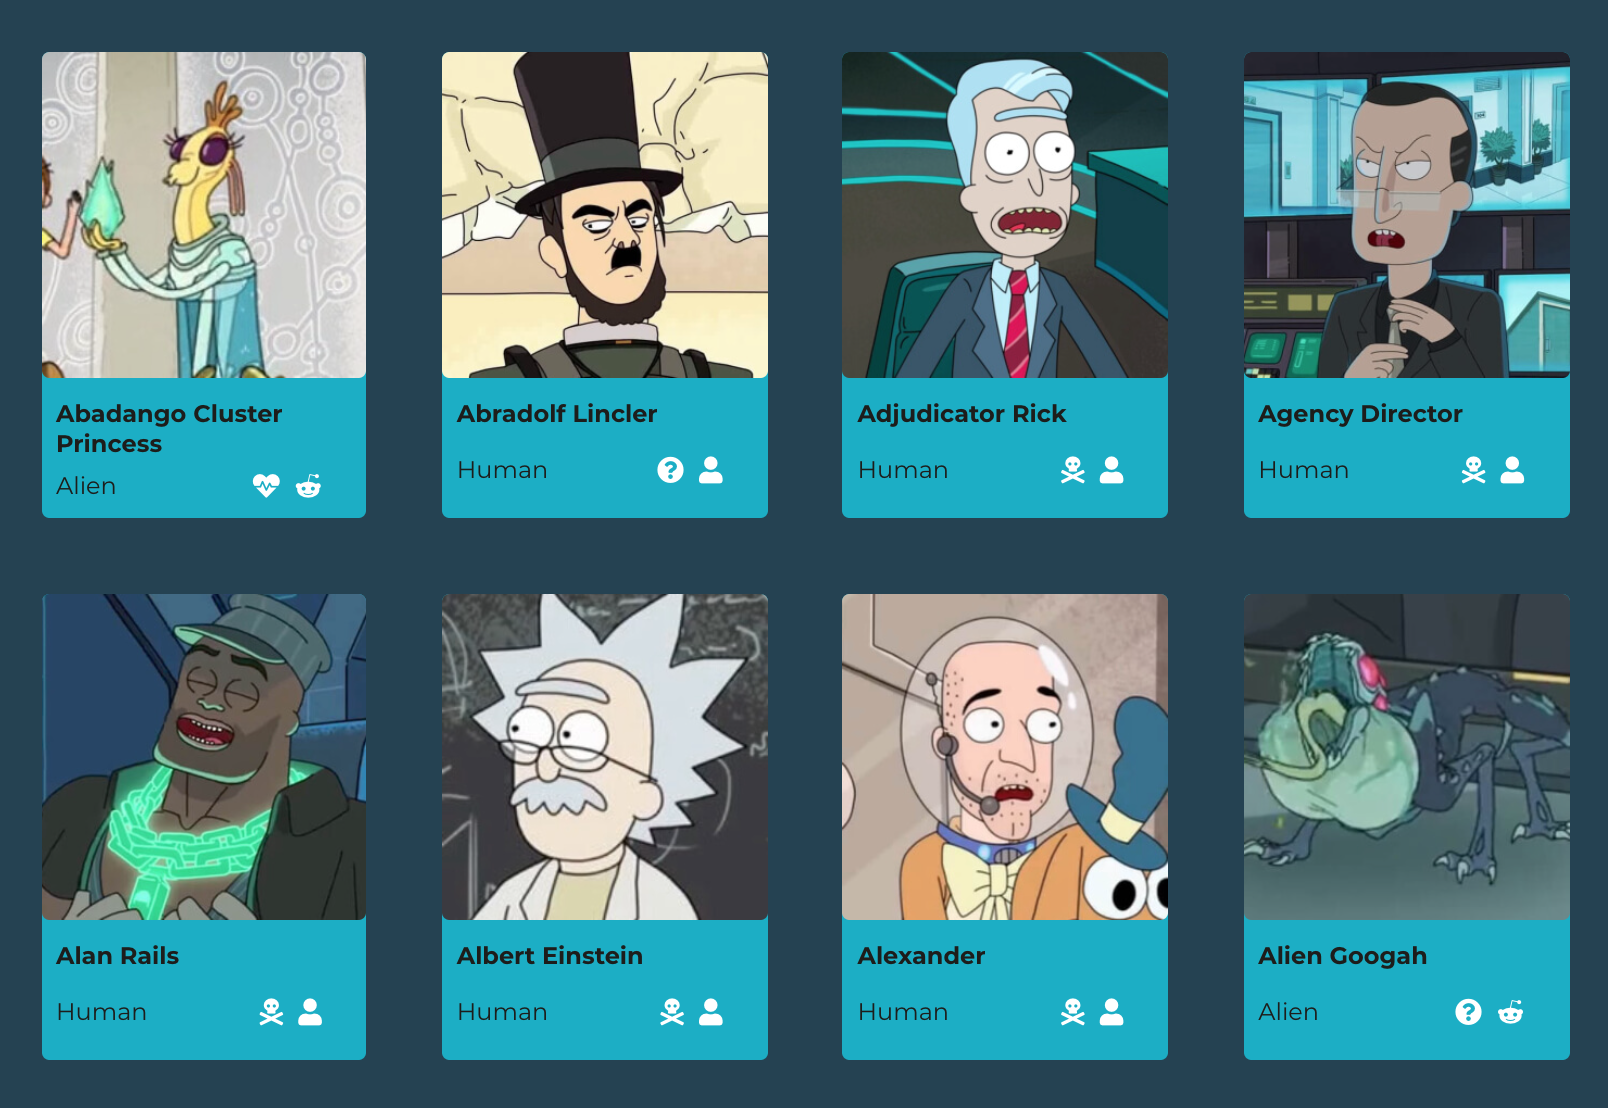 Abadango Cluster
Princess
Alien
Abradolf Lincler
Human
Adjudicator Rick
Human
Agency Director
Human
Alan Rails
Human
Albert Einstein
Human
Alexander
Human
Alien Googah
Alien